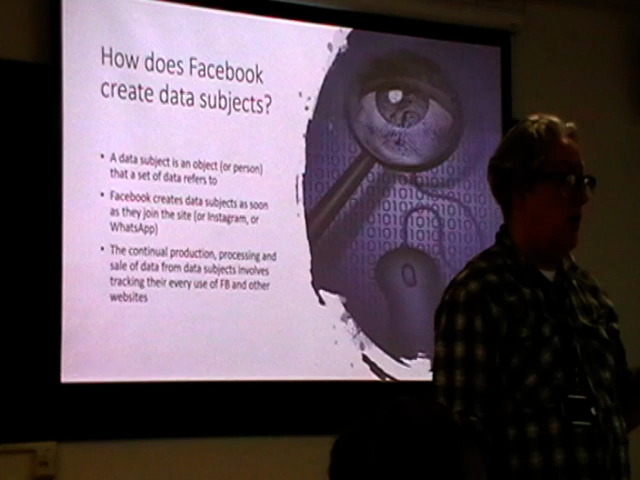 How does Facebook
create data subjects?
• A data subject is an object (or person)
that a set of data refers to
• Facebook creates data subjects as soon
as they join the site (or Instagram, or
WhatsApp)
• The continual production, processing and
sale of data from data subjects involves
tracking their every use of FB and other
websites